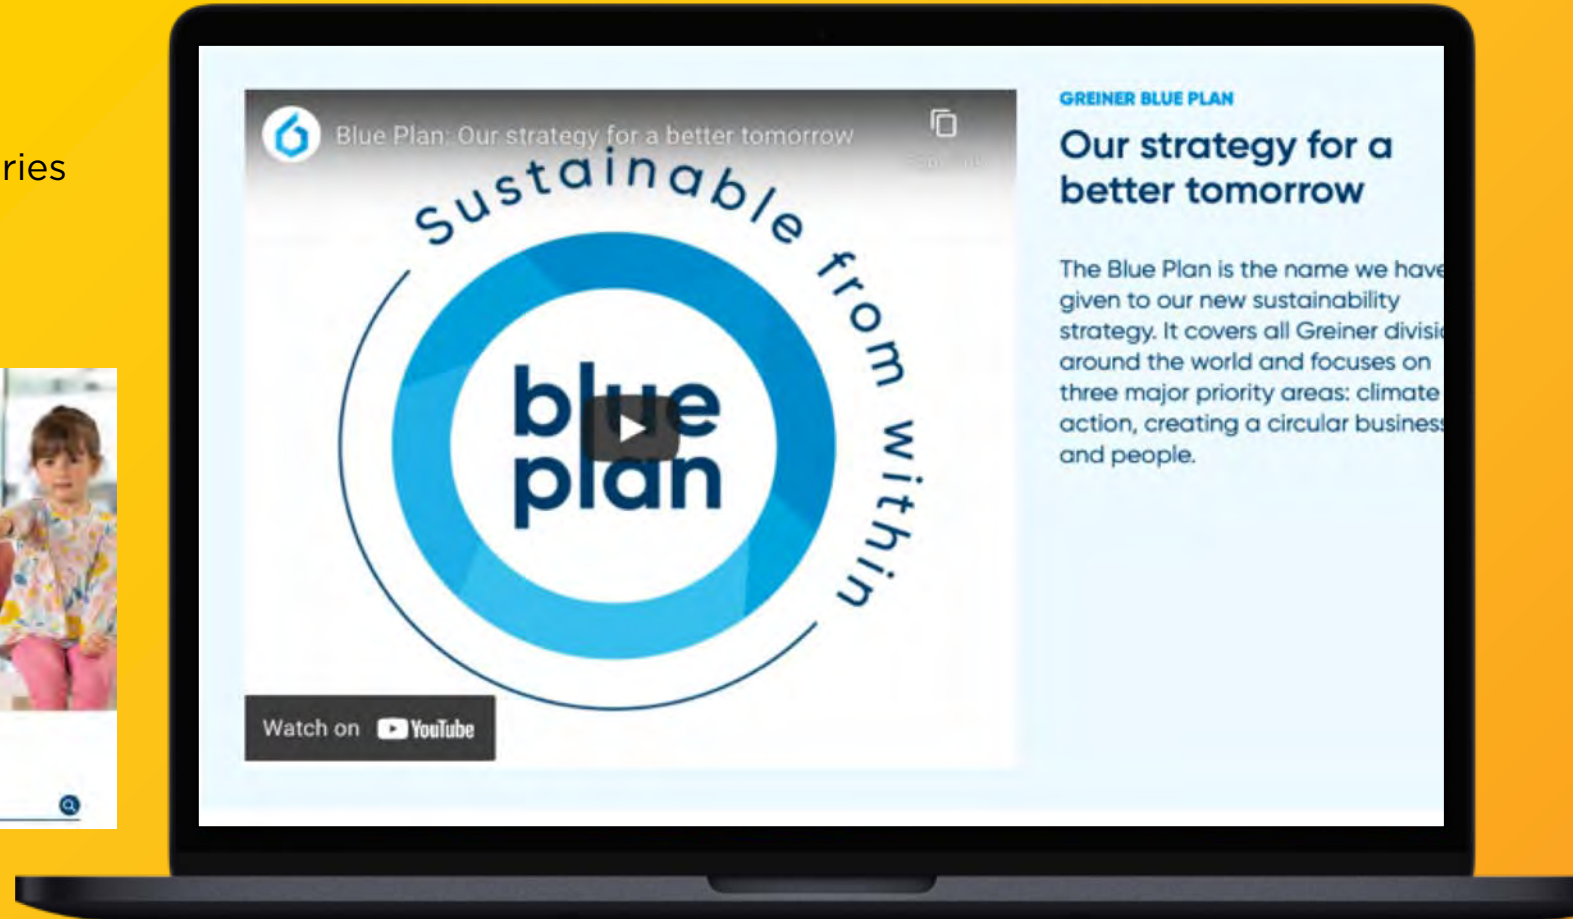 ries
Blue Plan: Our strategy for a better tomorrow
Sustainable from within
blue
plan
Watch on YouTube
GREINER BLUE PLAN
Our strategy for a
better tomorrow
The Blue Plan is the name we have
given to our new sustainability
strategy. It covers all Greiner divisio
around the world and focuses on
three major priority areas: climate
action, creating a circular business
and people.